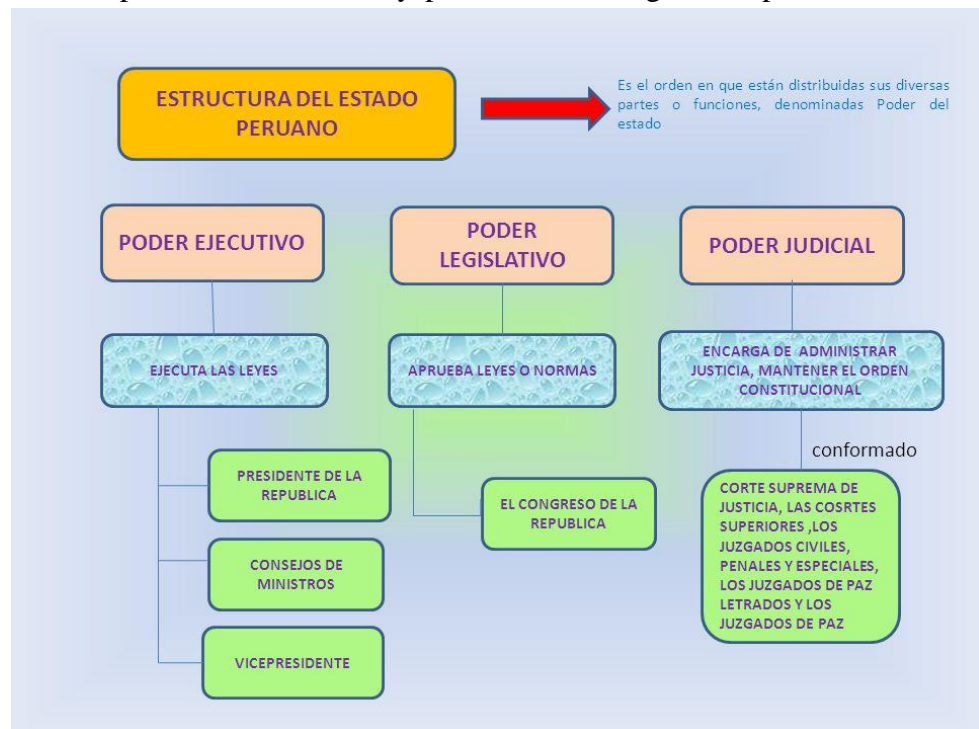 ESTRUCTURA DEL ESTADO
PERUANO
Es el orden en que están distribuidas sus diversas
partes o funciones, denominadas Poder del
estado
PODER EJECUTIVO
PODER
LEGISLATIVO
PODER JUDICIAL
EJECUTA LAS LEYES
APRUEBA LEYES O NORMAS
ENCARGA DE ADMINISTRAR
JUSTICIA, MANTENER EL ORDEN
CONSTITUCIONAL
conformado
PRESIDENTE DE LA
REPUBLICA
CONSEJOS DE
MINISTROS
VICEPRESIDENTE
EL CONGRESO DE LA
REPUBLICA
CORTE SUPREMA DE
JUSTICIA, LAS COSRTES
SUPERIORES ,LOS
JUZGADOS CIVILES,
PENALES Y ESPECIALES,
LOS JUZGADOS DE PAZ
LETRADOS Y LOS
JUZGADOS DE PAZ